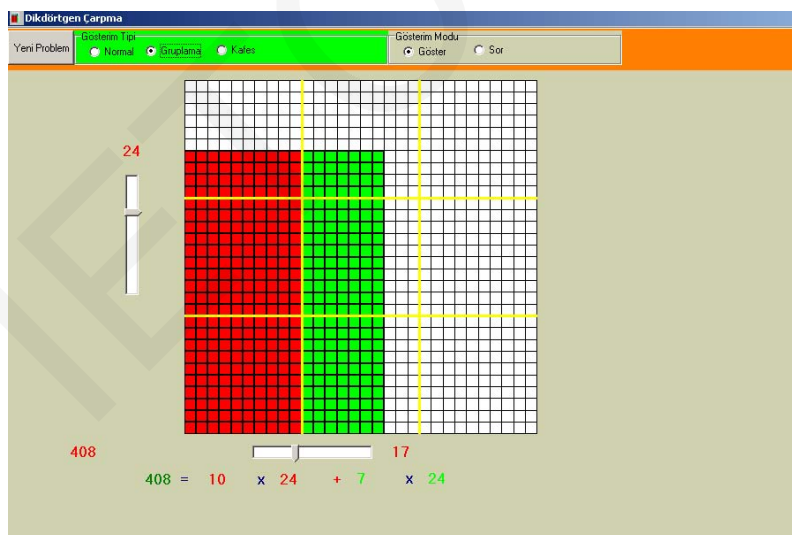 Dikdörtgen Çarpma
Yeni Problem
Gösterim Tipi
Normal Gruplama Kafes
Gösterim Modu
Göster Sor
24
408 17
408 = 10 x 24 + 7 x 24